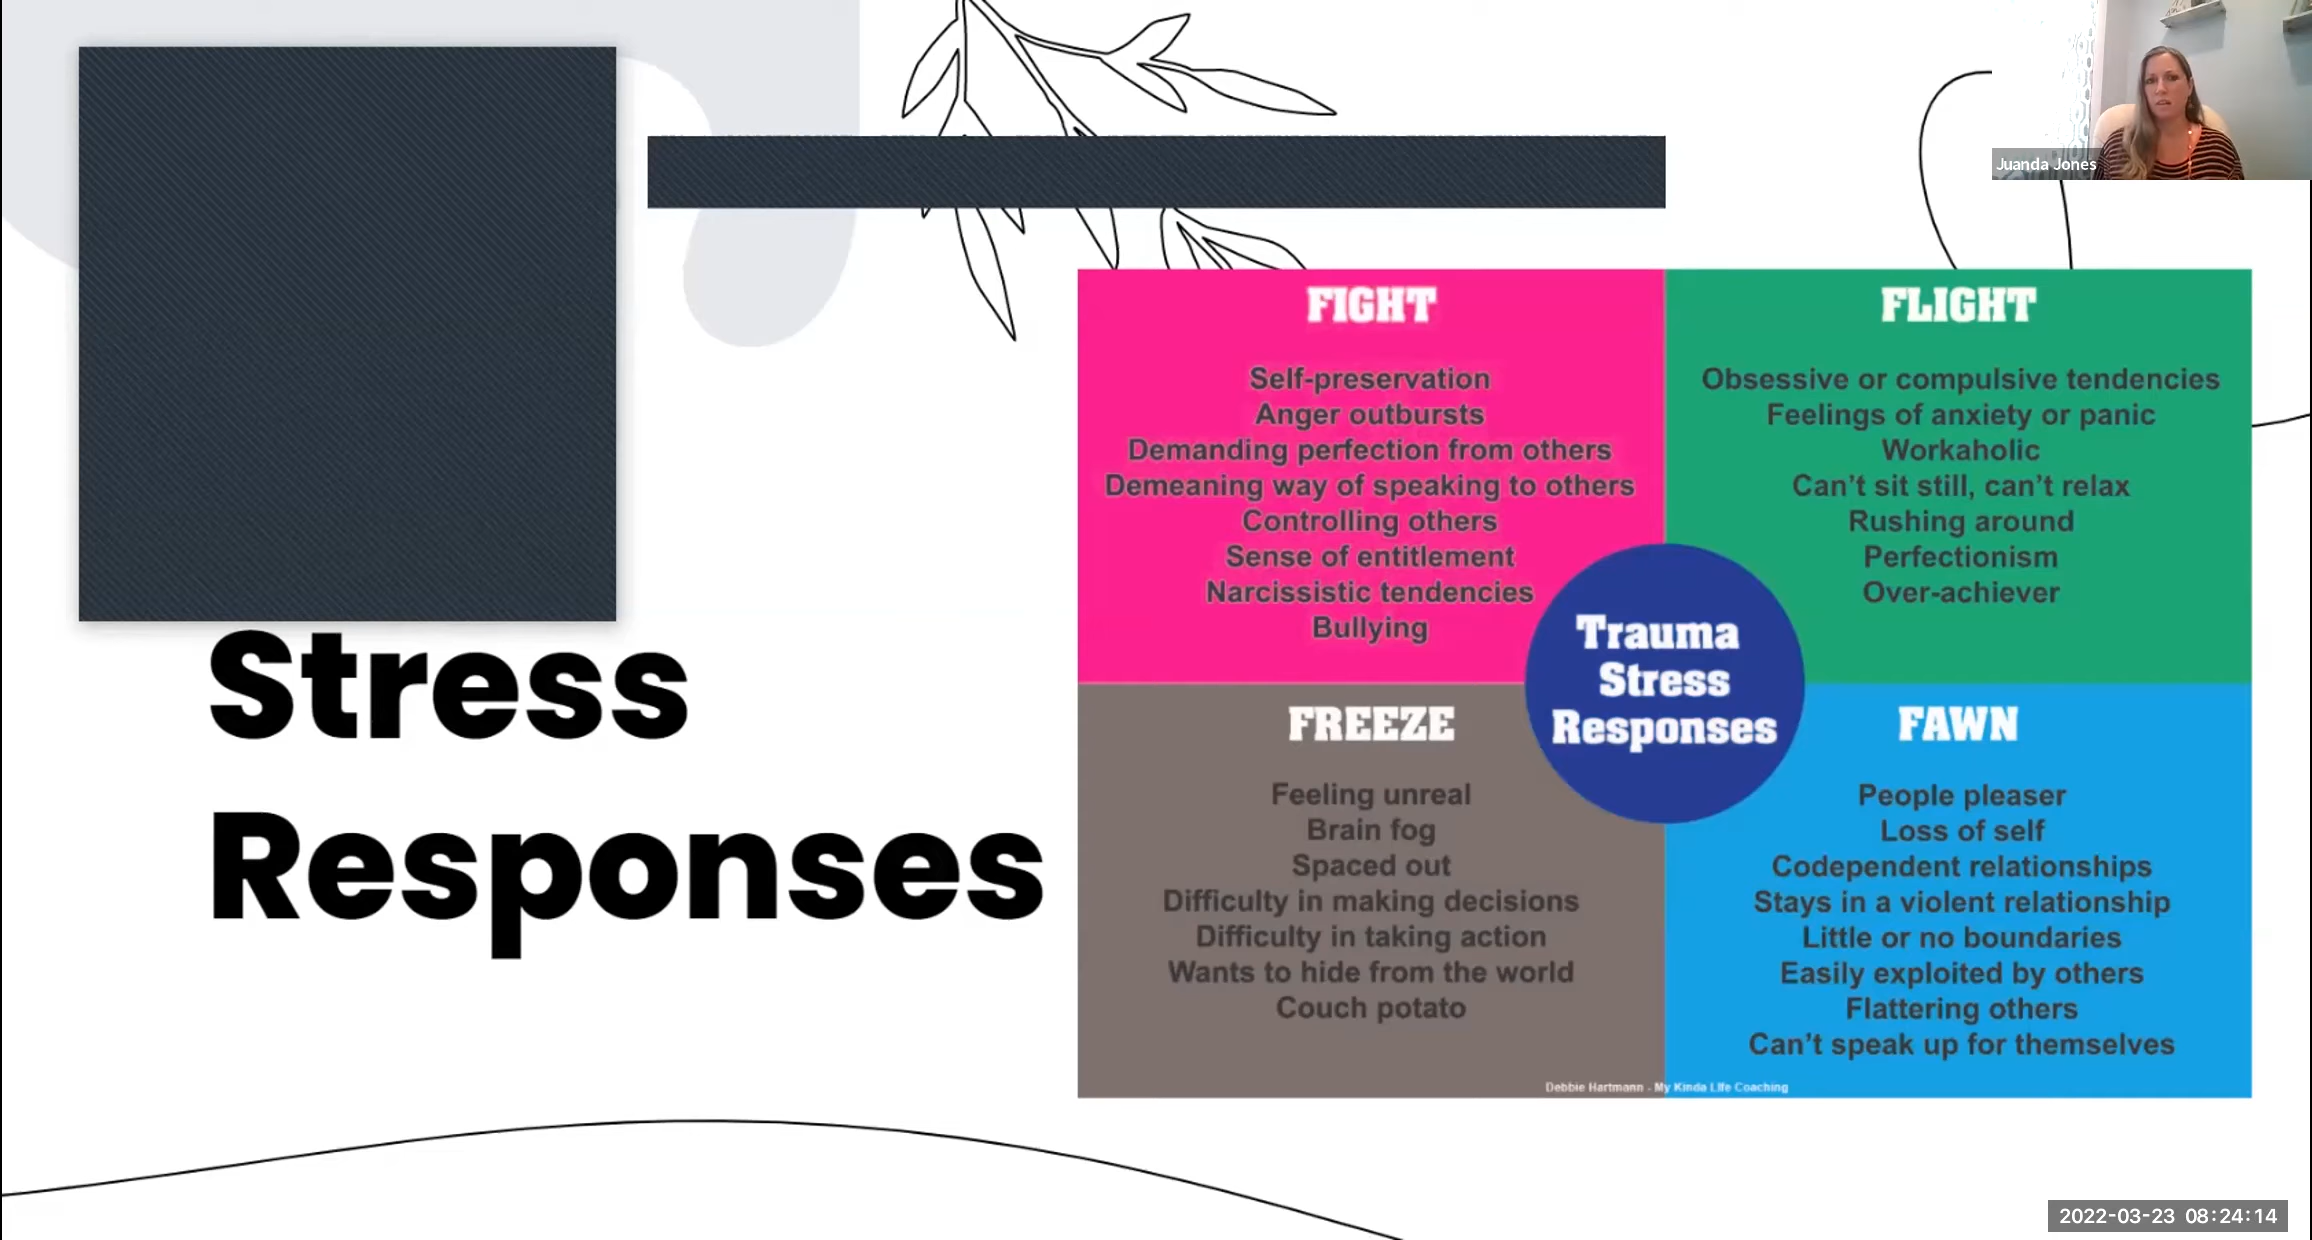 Juanda Jones
Stress
Responses
FIGHT
Self-preservation
Anger outbursts
Demanding perfection from others
Demeaning way of speaking to others
Controlling others
Sense of entitlement
Narcissistic tendencies
Bullying
FLIGHT
Obsessive or compulsive tendencies
Feelings of anxiety or panic
Workaholic
Can’t sit still, can’t relax
Rushing around
Perfectionism
Over-achiever
Trauma
Stress
Responses
FREEZE
Feeling unreal
Brain fog
Spaced out
Difficulty in making decisions
Difficulty in taking action
Wants to hide from the world
Couch potato
FAWN
People pleaser
Loss of self
Codependent relationships
Stays in a violent relationship
Little or no boundaries
Easily exploited by others
Flattering others
Can’t speak up for themselves
Debbie Hartmann - My Kinda Life Coaching
2022-03-23 08:24:14